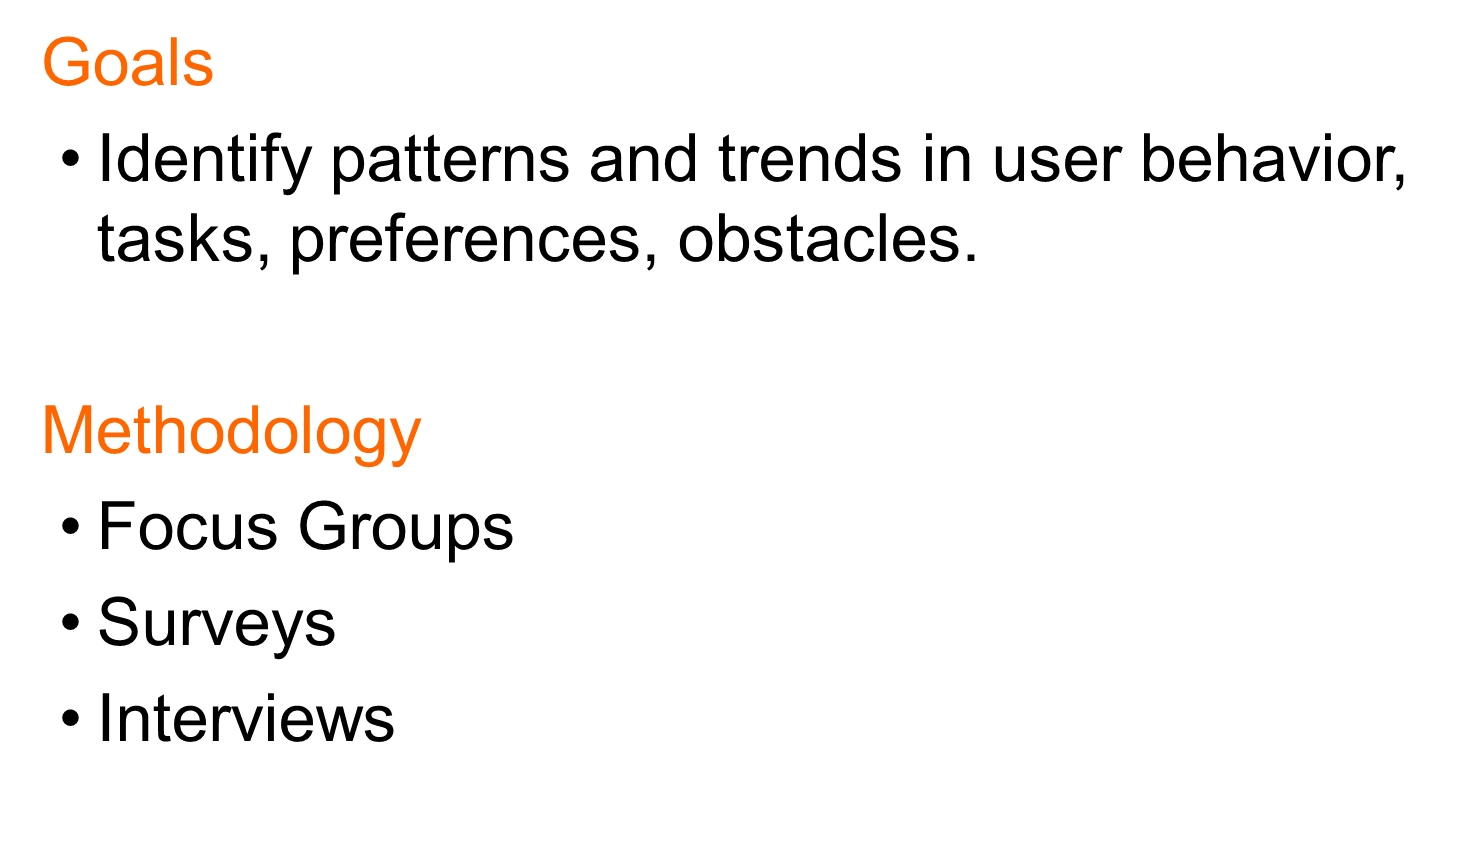 Goals
• Identify patterns and trends in user behavior,
tasks, preferences, obstacles.
Methodology
• Focus Groups
• Surveys
• Interviews